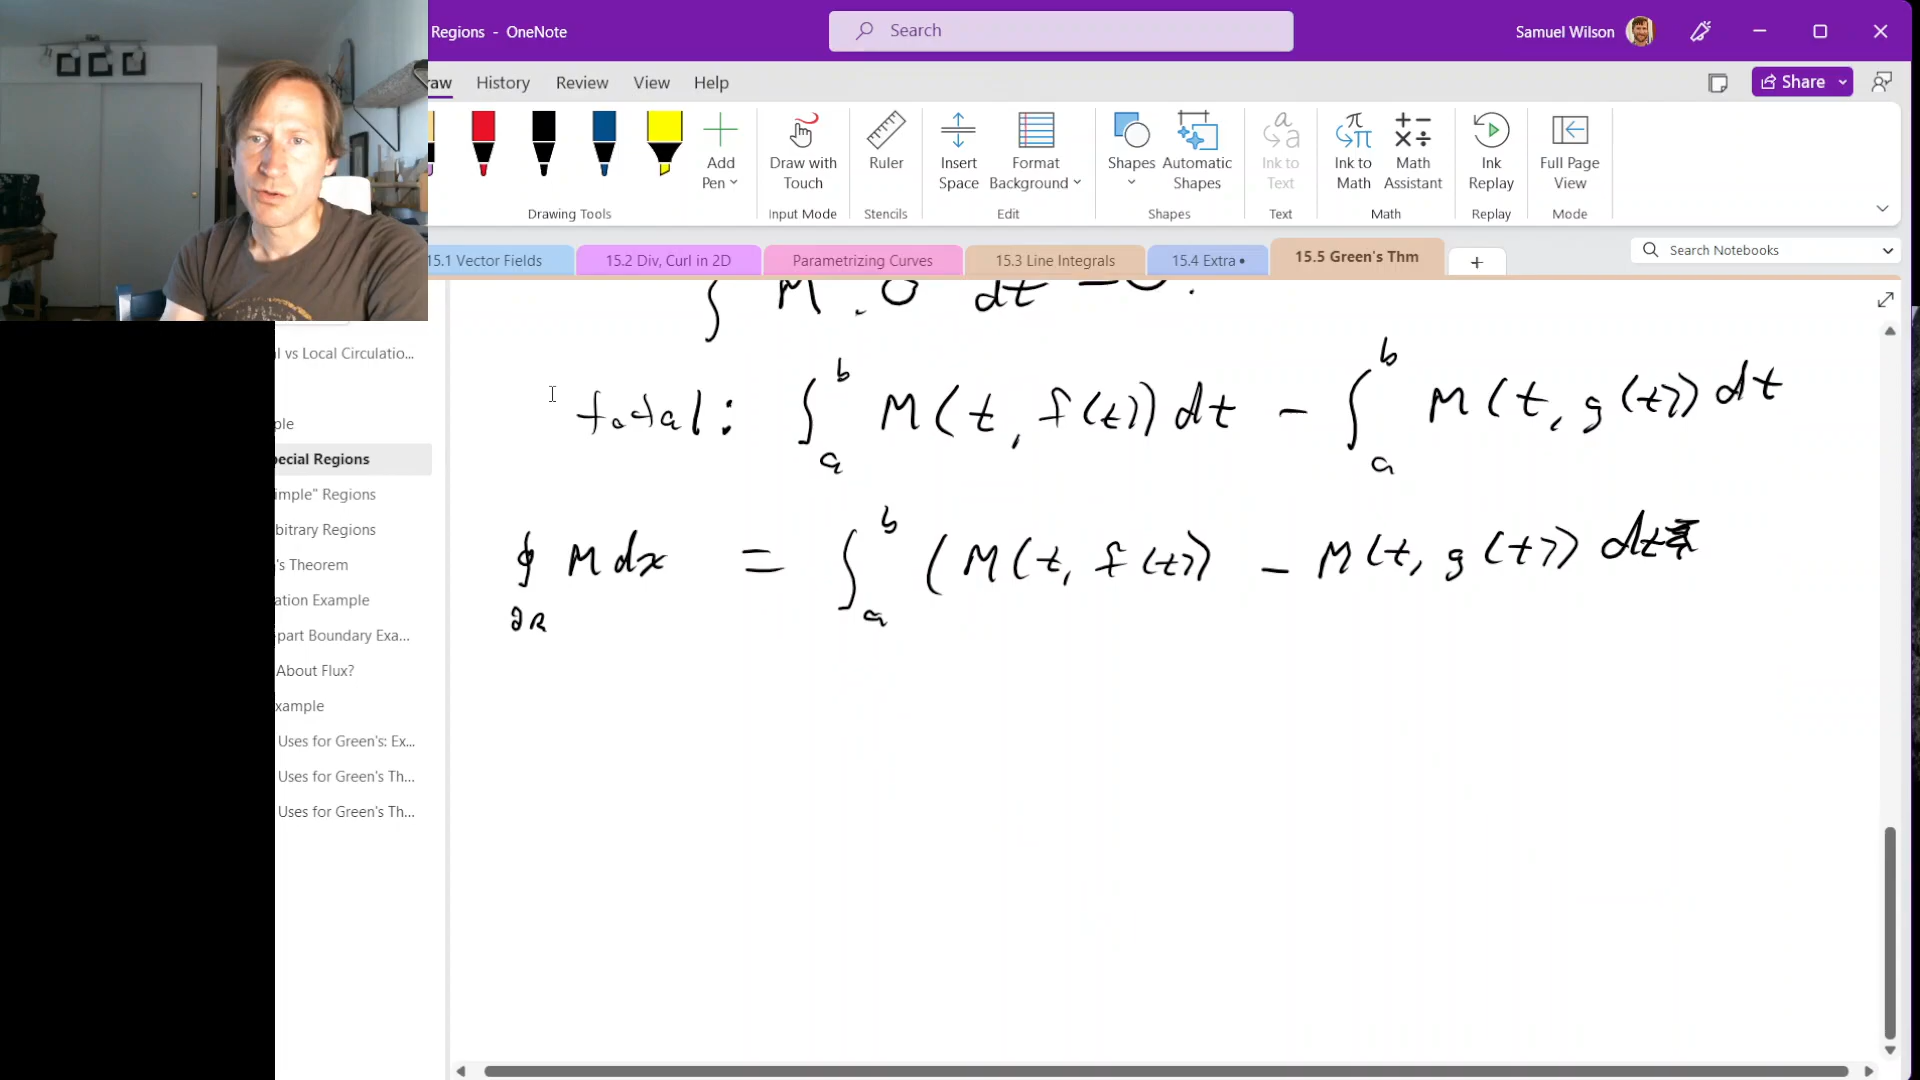 Regions - OneNote
Search
Samuel Wilson
raw History Review View Help
Share
Add Pen
Draw with Touch
Ruler
Insert Space
Format Background
Shapes
Automatic Shapes
Ink to Text
Ink to Math
Math Assistant
Ink Replay
Full Page View
Drawing Tools
Input Mode
Stencils
Edit
Shapes
Text
Math
Replay
Mode
15.1 Vector Fields
15.2 Div, Curl in 2D
Parametrizing Curves
15.3 Line Integrals
15.4 Extra •
15.5 Green's Thm
+
Search Notebooks
l vs Local Circulatio...
ple
pecial Regions
imple" Regions
bitrary Regions
's Theorem
ation Example
part Boundary Exa...
About Flux?
xample
Uses for Green's: Ex...
Uses for Green's Th...
Uses for Green's Th...
∫ M . 0 dt = 0 .
total: ∫_a^b M(t, f(t)) dt - ∫_a^b M(t, g(t)) dt
∮_∂R M dx = ∫_a^b (M(t, f(t)) - M(t, g(t)) dt